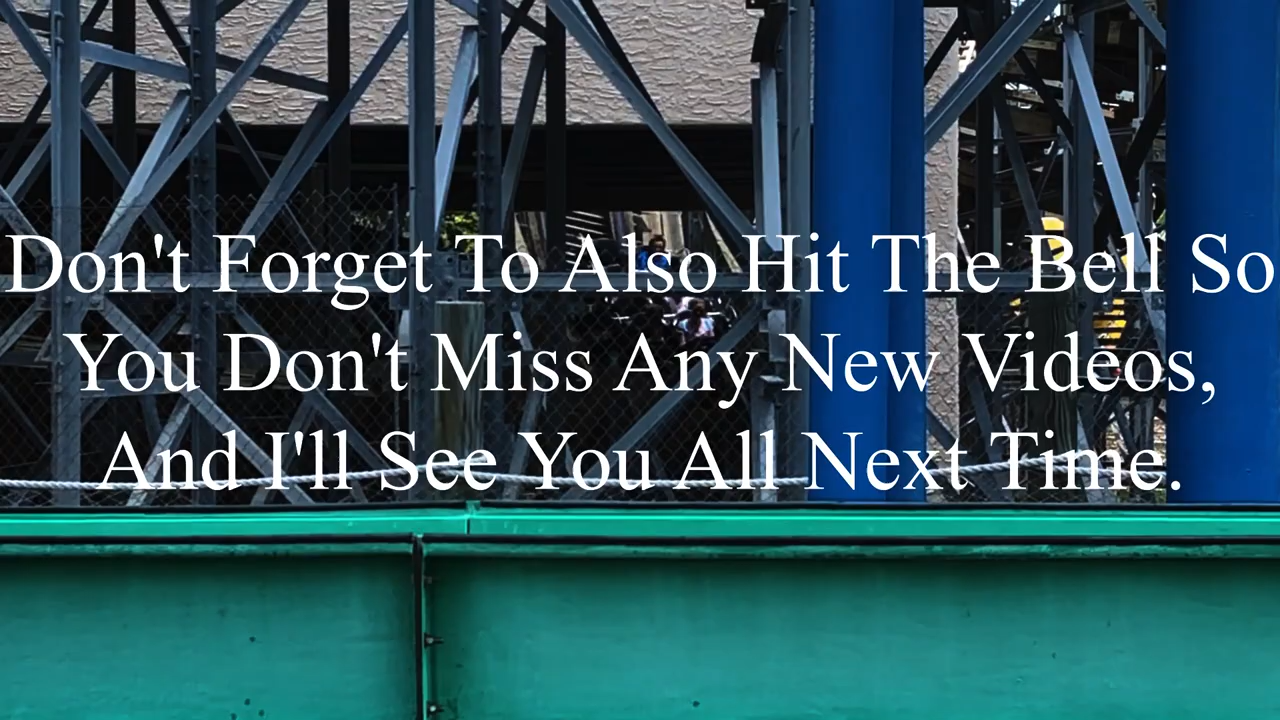 Don't Forget To Also Hit The Bell So
You Don't Miss Any New Videos,
And I'll See You All Next Time.